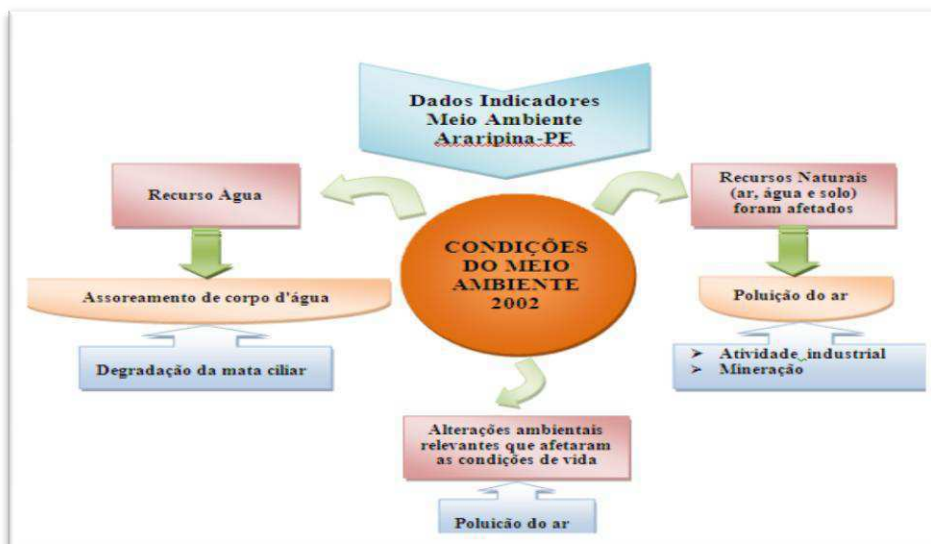 Dados Indicadores
Meio Ambiente
Araripina-PE
Recurso Agua
Recursos Naturais
(ar, água e solo)
foram afetados
CONDIÇÕES
DO MEIO
AMBIENTE
2002
Assoreamento de corpo d'água
Poluição do ar
Degradação da mata ciliar
➤ Atividade industrial
➤ Mineração
Alterações ambientais
relevantes que afetaram
as condições de vida
Poluicão do ar